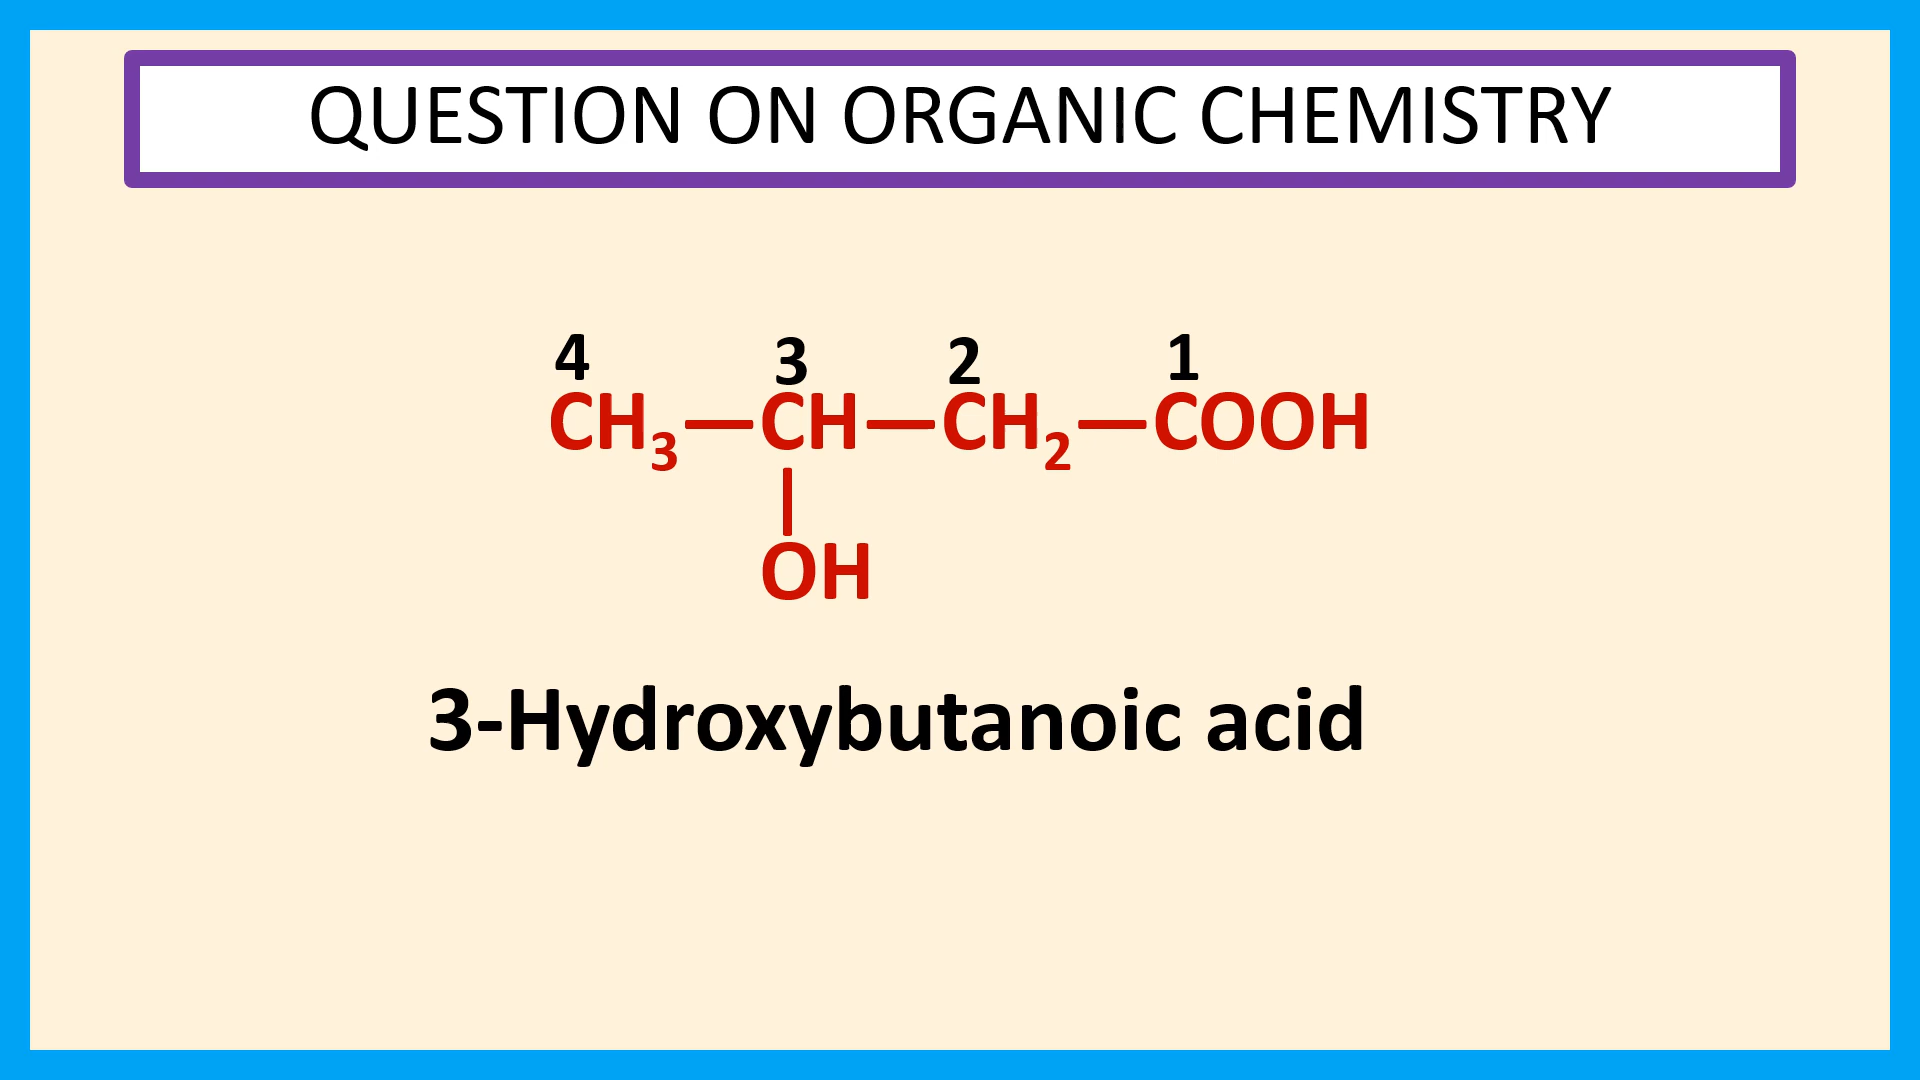 QUESTION ON ORGANIC CHEMISTRY
4 3 2 1
CH₃—CH—CH₂—COOH
|
OH
3-Hydroxybutanoic acid